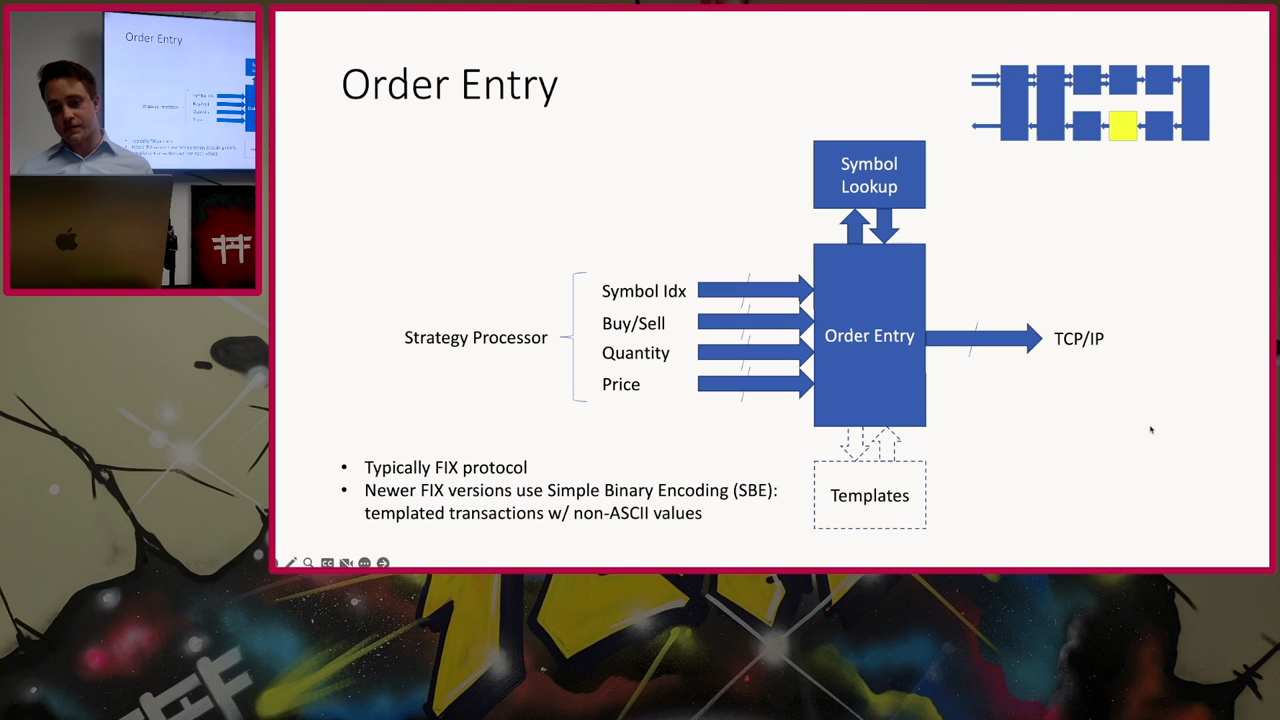 Order Entry
Order Entry
Symbol
Lookup
Symbol Idx
Buy/Sell
Strategy Processor
Quantity
Price
Order Entry
TCP/IP
• Typically FIX protocol
• Newer FIX versions use Simple Binary Encoding (SBE):
templated transactions w/ non-ASCII values
Templates